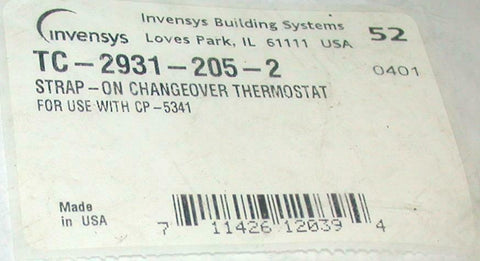 invensys
Invensys Building Systems
Loves Park, IL 61111 USA
52
TC-2931-205-2
0401
STRAP-ON CHANGEOVER THERMOSTAT
FOR USE WITH CP-5341
Made
in USA
7 11426 12039 4